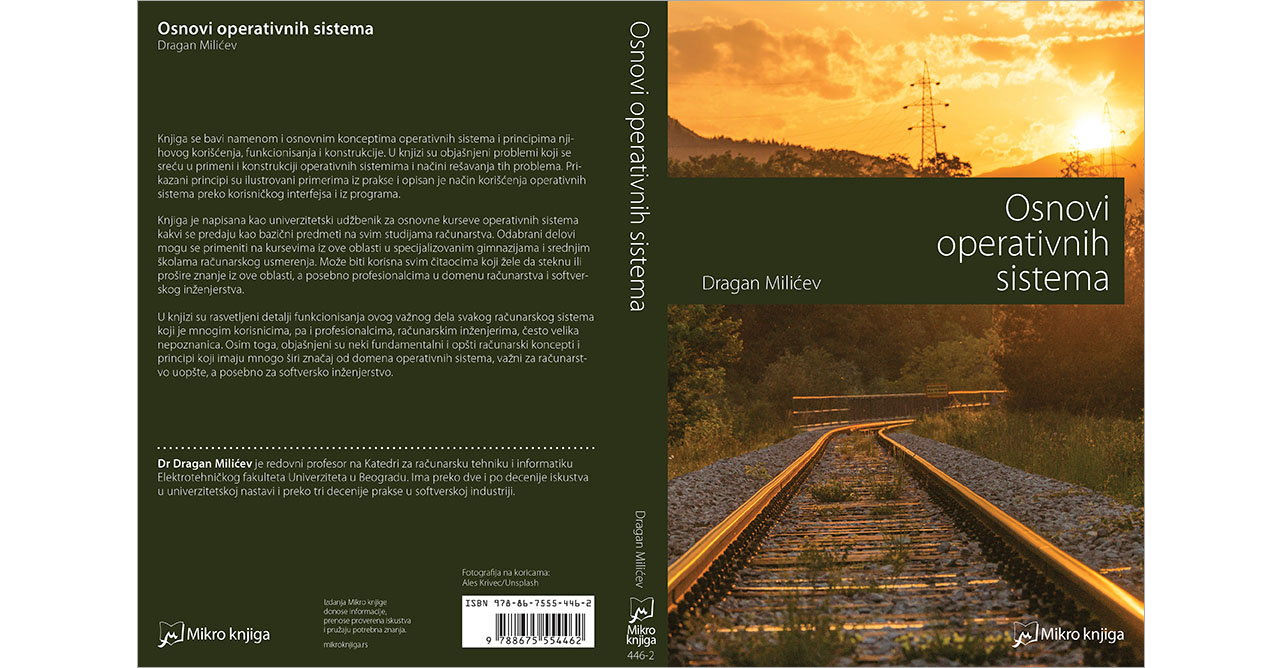 Osnovi operativnih sistema
Dragan Milićev
Knjiga se bavi namenom i osnovnim konceptima operativnih sistema i principima nji-
hovog korišćenja, funkcionisanja i konstrukcije. U knjizi su objašnjeni problemi koji se
sreću u primeni i konstrukciji operativnih sistemima i načini rešavanja tih problema. Pri-
kazani principi su ilustrovani primerima iz prakse i opisan je način korišćenja operativnih
sistema preko korisničkog interfejsa i iz programa.
Knjiga je napisana kao univerzitetski udžbenik za osnovne kurseve operativnih sistema
kakvi se predaju kao bazični predmeti na svim studijama računarstva. Odabrani delovi
mogu se primeniti na kursevima iz ove oblasti u specijalizovanim gimnazijama i srednjim
školama računarskog usmerenja. Može biti korisna svim čitaocima koji žele da steknu ili
prošire znanje iz ove oblasti, a posebno profesionalcima u domenu računarstva i softver-
skog inženjerstva.
U knjizi su rasvetljeni detalji funkcionisanja ovog važnog dela svakog računarskog sistema
koji je mnogim korisnicima, pa i profesionalcima, računarskim inženjerima, često velika
nepoznanica. Osim toga, objašnjeni su neki fundamentalni i opšti računarski koncepti i
principi koji imaju mnogo širi značaj od domena operativnih sistema, važni za računarst-
vo uopšte, a posebno za softversko inženjerstvo.
Dr Dragan Milićev je redovni profesor na Katedri za računarsku tehniku i informatiku
Elektrotehničkog fakulteta Univerziteta u Beogradu. Ima preko dve i po decenije iskustva
u univerzitetskoj nastavi i preko tri decenije prakse u softverskoj industriji.
Fotografija na koricama:
Ales Krivec/Unsplash
Mikro knjiga
Izdanja Mikro knjige
donose informacije,
prenose proverena iskustva
i pružaju potrebna znanja.
mikroknjiga.rs
ISBN 978-86-7555-446-2
9 788675 554462
Osnovi operativnih sistema
Dragan Milićev
Mikro
knjiga
446-2
Osnovi
operativnih
sistema
Dragan Milićev
Mikro knjiga